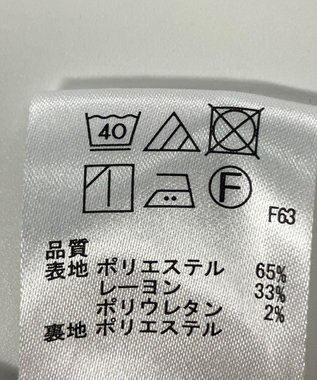 40
F
F63
品質
表地 ポリエステル 65%
レーヨン 33%
ポリウレタン 2%
裏地 ポリエステル